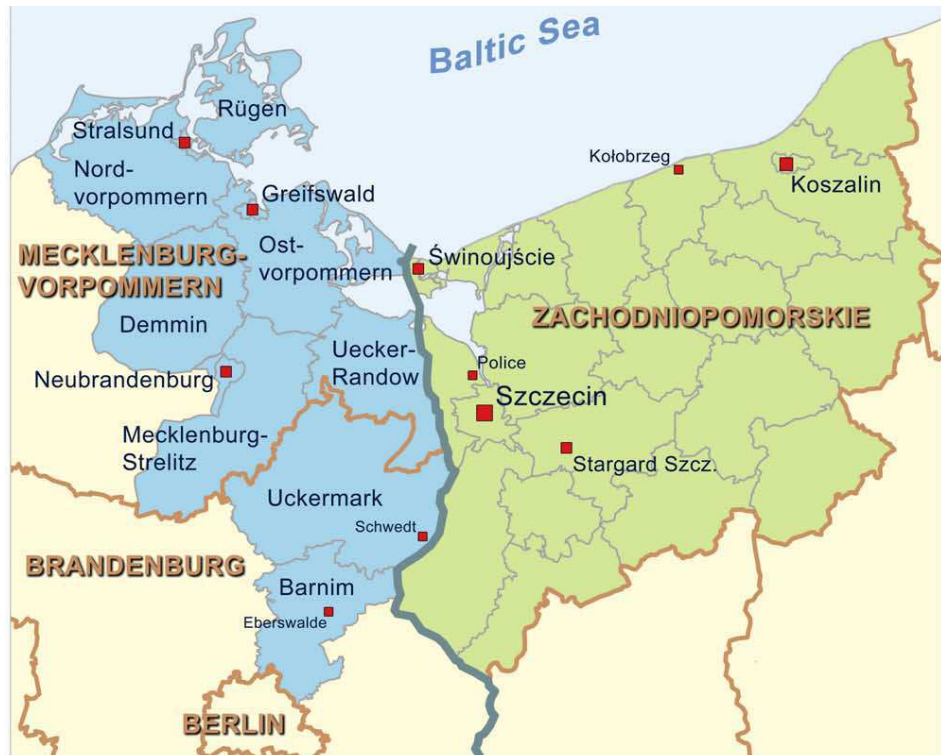 Baltic Sea
Rügen
Stralsund
Nord-
vorpommern
Greifswald
Kołobrzeg
Koszalin
MECKLENBURG-
VORPOMMERN
Ost-
vorpommern
Świnoujście
Demmin
ZACHODNIOPOMORSKIE
Uecker-
Randow
Neubrandenburg
Police
Szczecin
Mecklenburg-
Strelitz
Stargard Szcz.
Uckermark
Schwedt
BRANDENBURG
Barnim
Eberswalde
BERLIN